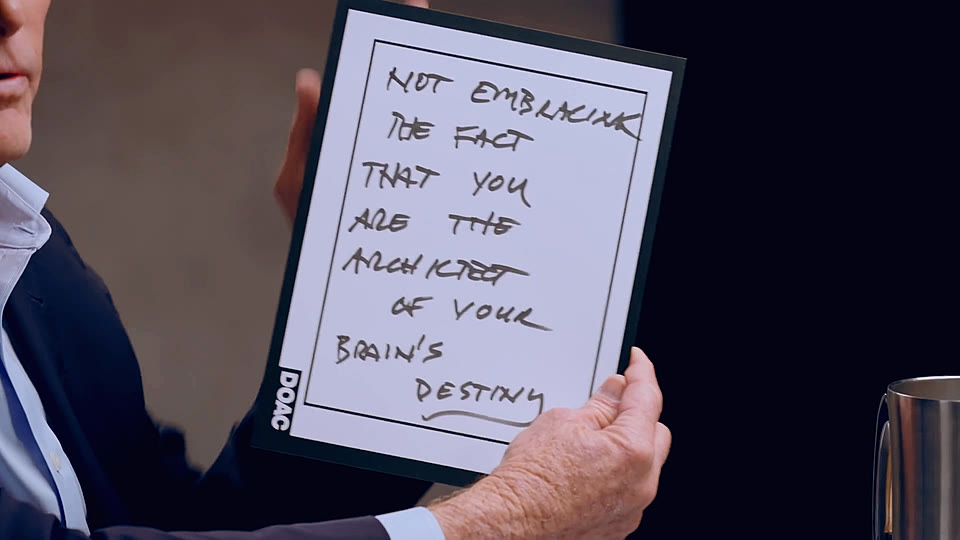 NOT EMBRACING
THE FACT
THAT YOU
ARE THE
ARCHITECT
OF YOUR
BRAIN'S
DESTINY
DOAC